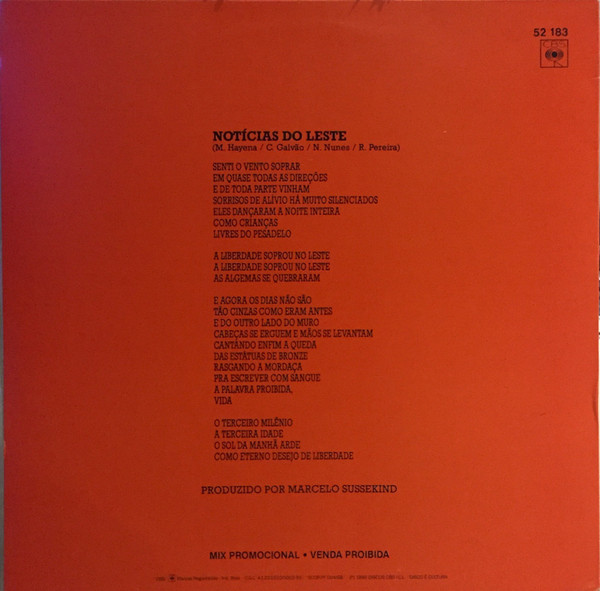 52 183
CBS
NOTÍCIAS DO LESTE
(M. Hayena / C. Galvão / N. Nunes / R. Pereira)
SENTI O VENTO SOPRAR
EM QUASE TODAS AS DIREÇÕES
E DE TODA PARTE VINHAM
SORRISOS DE ALÍVIO HÁ MUITO SILENCIADOS
ELES DANÇARAM A NOITE INTEIRA
COMO CRIANÇAS
LIVRES DO PESADELO
A LIBERDADE SOPROU NO LESTE
A LIBERDADE SOPROU NO LESTE
AS ALGEMAS SE QUEBRARAM
E AGORA OS DIAS NÃO SÃO
TÃO CINZAS COMO ERAM ANTES
E DO OUTRO LADO DO MURO
CABEÇAS SE ERGUEM E MÃOS SE LEVANTAM
CANTANDO ENFIM A QUEDA
DAS ESTÁTUAS DE BRONZE
RASGANDO A MORDAÇA
PRA ESCREVER COM SANGUE
A PALAVRA PROIBIDA,
VIDA
O TERCEIRO MILÊNIO
A TERCEIRA IDADE
O SOL DA MANHÃ ARDE
COMO ETERNO DESEJO DE LIBERDADE
PRODUZIDO POR MARCELO SUSSEKIND
MIX PROMOCIONAL • VENDA PROIBIDA